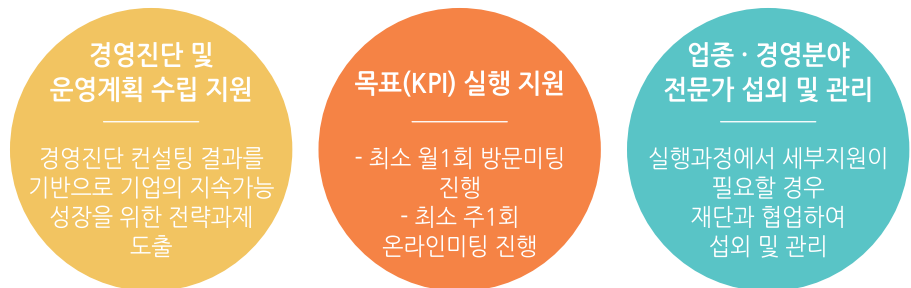 경영진단 및
운영계획 수립 지원
경영진단 컨설팅 결과를
기반으로 기업의 지속가능
성장을 위한 전략과제
도출
목표(KPI) 실행 지원
- 최소 월1회 방문미팅
진행
- 최소 주1회
온라인미팅 진행
업종 · 경영분야
전문가 섭외 및 관리
실행과정에서 세부지원이
필요할 경우
재단과 협업하여
섭외 및 관리